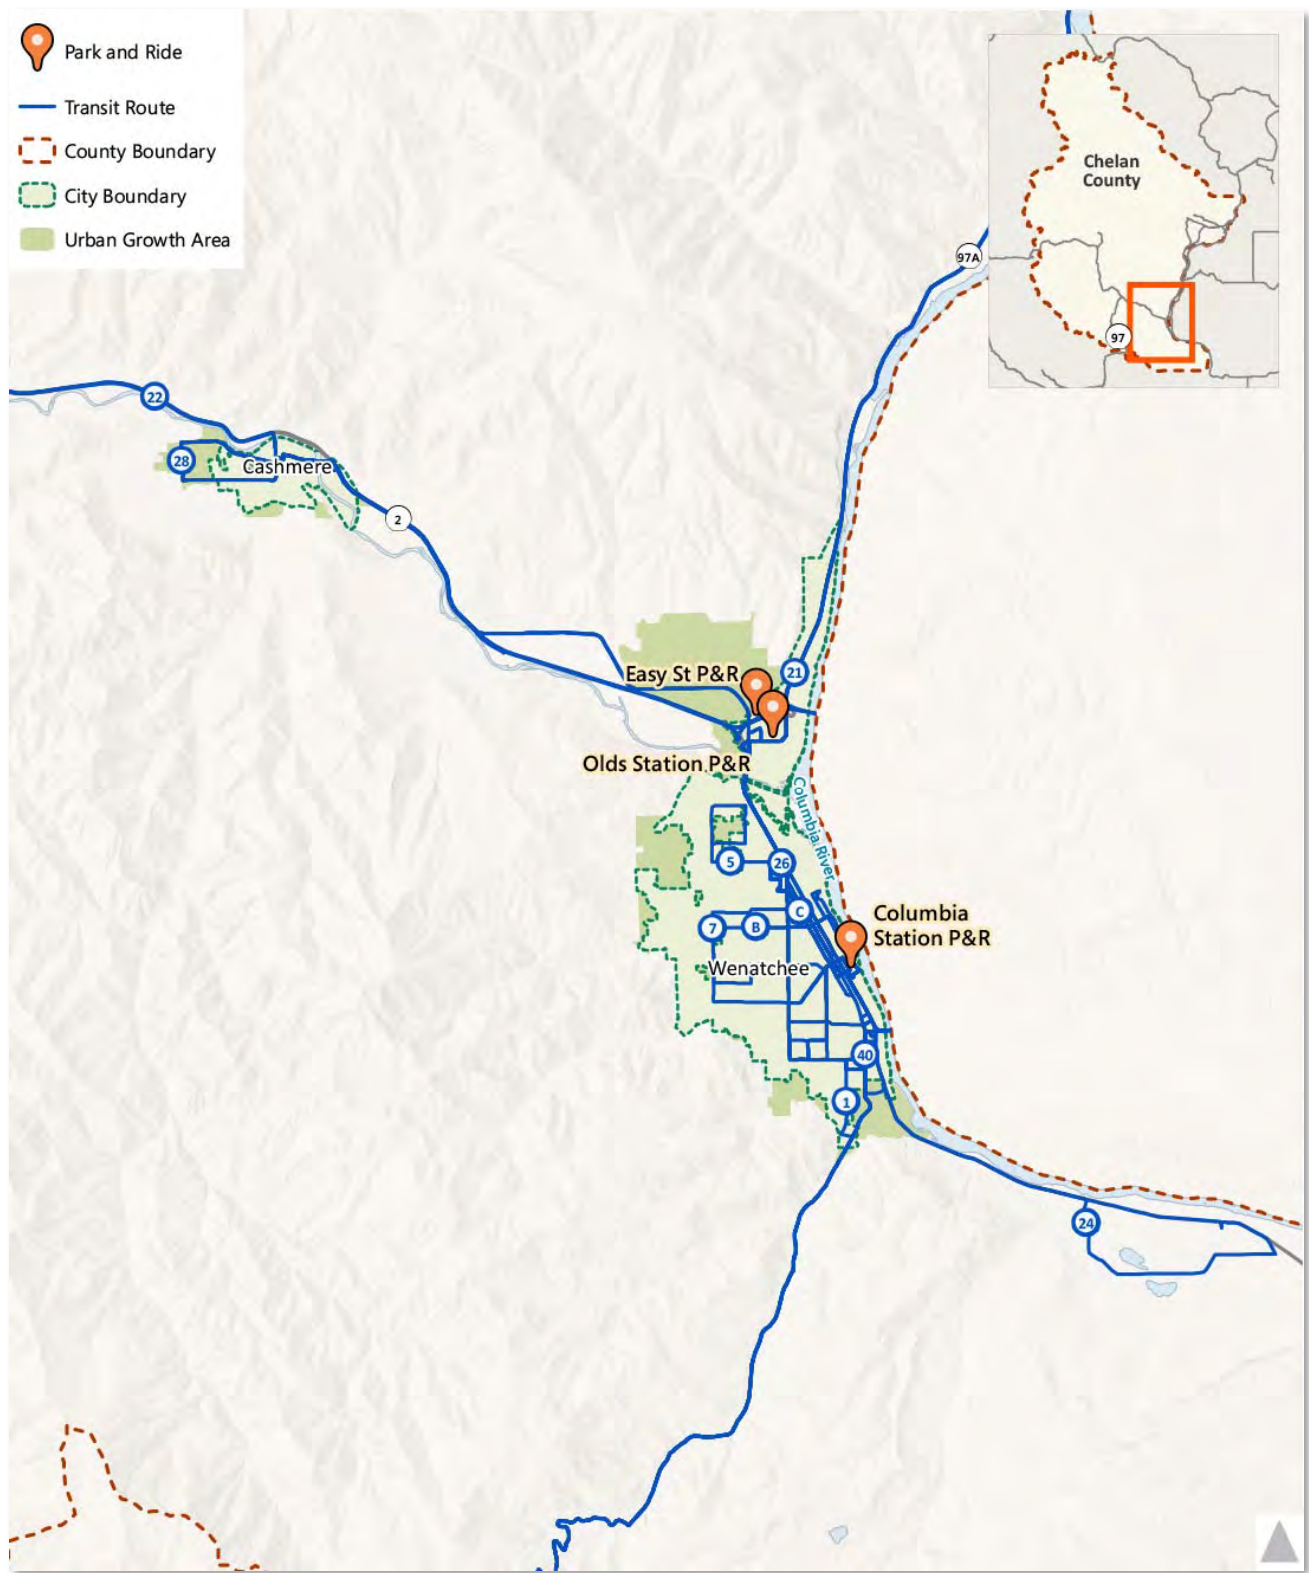 Park and Ride
Transit Route
County Boundary
City Boundary
Urban Growth Area
Chelan
County
97A
97
22
28
Cashmere
2
Easy St P&R
21
Olds Station P&R
Columbia River
5
26
C
7
B
Columbia
Station P&R
Wenatchee
40
1
24